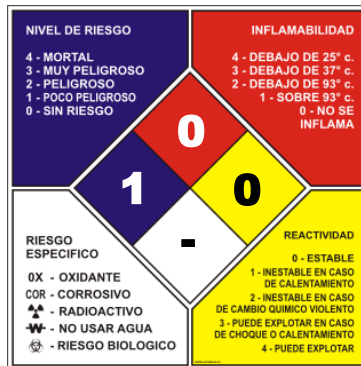 NIVEL DE RIESGO
4 - MORTAL
3 - MUY PELIGROSO
2 - PELIGROSO
1 - POCO PELIGROSO
0 - SIN RIESGO
INFLAMABILIDAD
4 - DEBAJO DE 25° c.
3 - DEBAJO DE 37° c.
2 - DEBAJO DE 93° c.
1 - SOBRE 93° c.
0 - NO SE
INFLAMA
0
1
0
-
RIESGO
ESPECIFICO
0X - OXIDANTE
COR - CORROSIVO
- RADIOACTIVO
W - NO USAR AGUA
- RIESGO BIOLOGICO
REACTIVIDAD
0 - ESTABLE
1 - INESTABLE EN CASO
DE CALENTAMIENTO
2 - INESTABLE EN CASO
DE CAMBIO QUIMICO VIOLENTO
3 - PUEDE EXPLOTAR EN CASO
DE CHOQUE O CALENTAMIENTO
4 - PUEDE EXPLOTAR